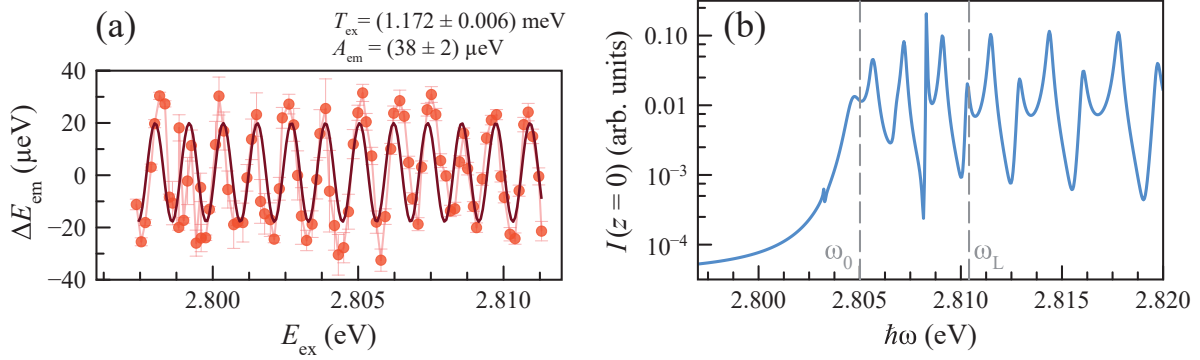 (a)
T_ex = (1.172 ± 0.006) meV
A_em = (38 ± 2) µeV
ΔE_em (µeV)
40
20
0
−20
−40
2.800
2.805
2.810
E_ex (eV)
(b)
I(z = 0) (arb. units)
0.10
0.01
10⁻³
10⁻⁴
ω₀
ω_L
2.800
2.805
2.810
2.815
2.820
ħω (eV)